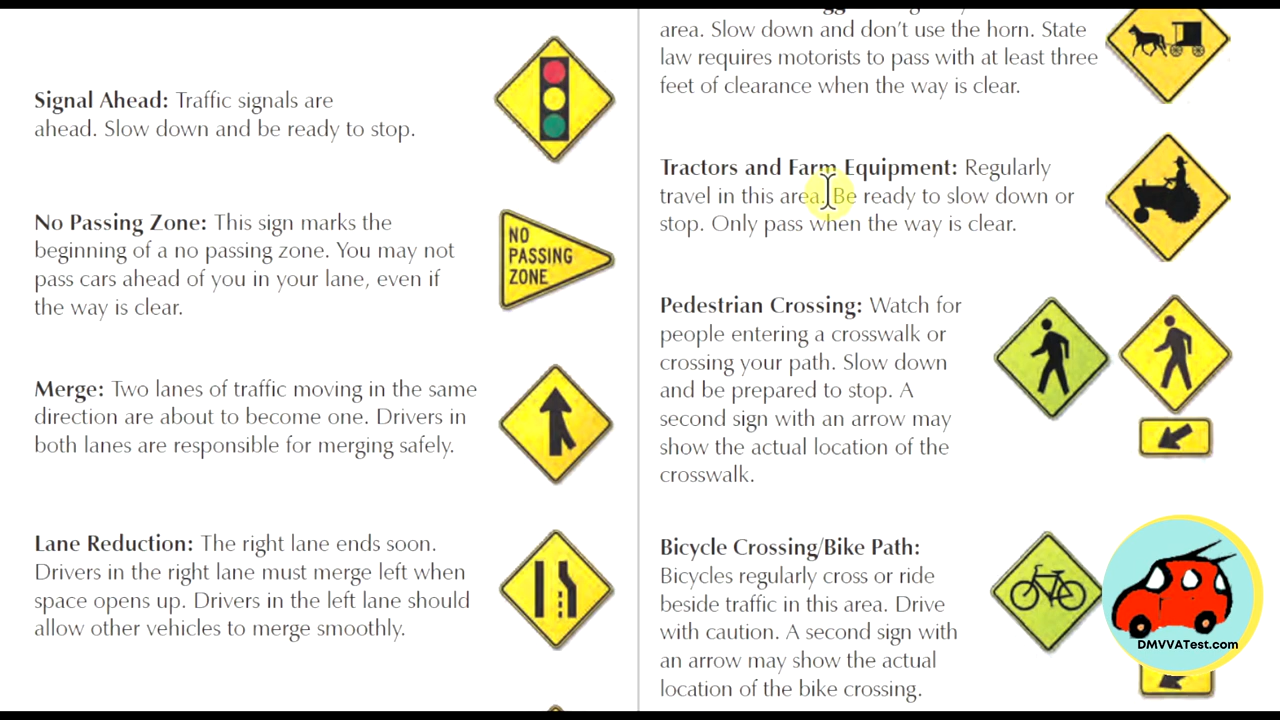 Signal Ahead: Traffic signals are
ahead. Slow down and be ready to stop.
No Passing Zone: This sign marks the
beginning of a no passing zone. You may not
pass cars ahead of you in your lane, even if
the way is clear.
NO
PASSING
ZONE
Merge: Two lanes of traffic moving in the same
direction are about to become one. Drivers in
both lanes are responsible for merging safely.
Lane Reduction: The right lane ends soon.
Drivers in the right lane must merge left when
space opens up. Drivers in the left lane should
allow other vehicles to merge smoothly.
area. Slow down and don’t use the horn. State
law requires motorists to pass with at least three
feet of clearance when the way is clear.
Tractors and Farm Equipment: Regularly
travel in this area. Be ready to slow down or
stop. Only pass when the way is clear.
Pedestrian Crossing: Watch for
people entering a crosswalk or
crossing your path. Slow down
and be prepared to stop. A
second sign with an arrow may
show the actual location of the
crosswalk.
Bicycle Crossing/Bike Path:
Bicycles regularly cross or ride
beside traffic in this area. Drive
with caution. A second sign with
an arrow may show the actual
location of the bike crossing.
DMVVATest.com